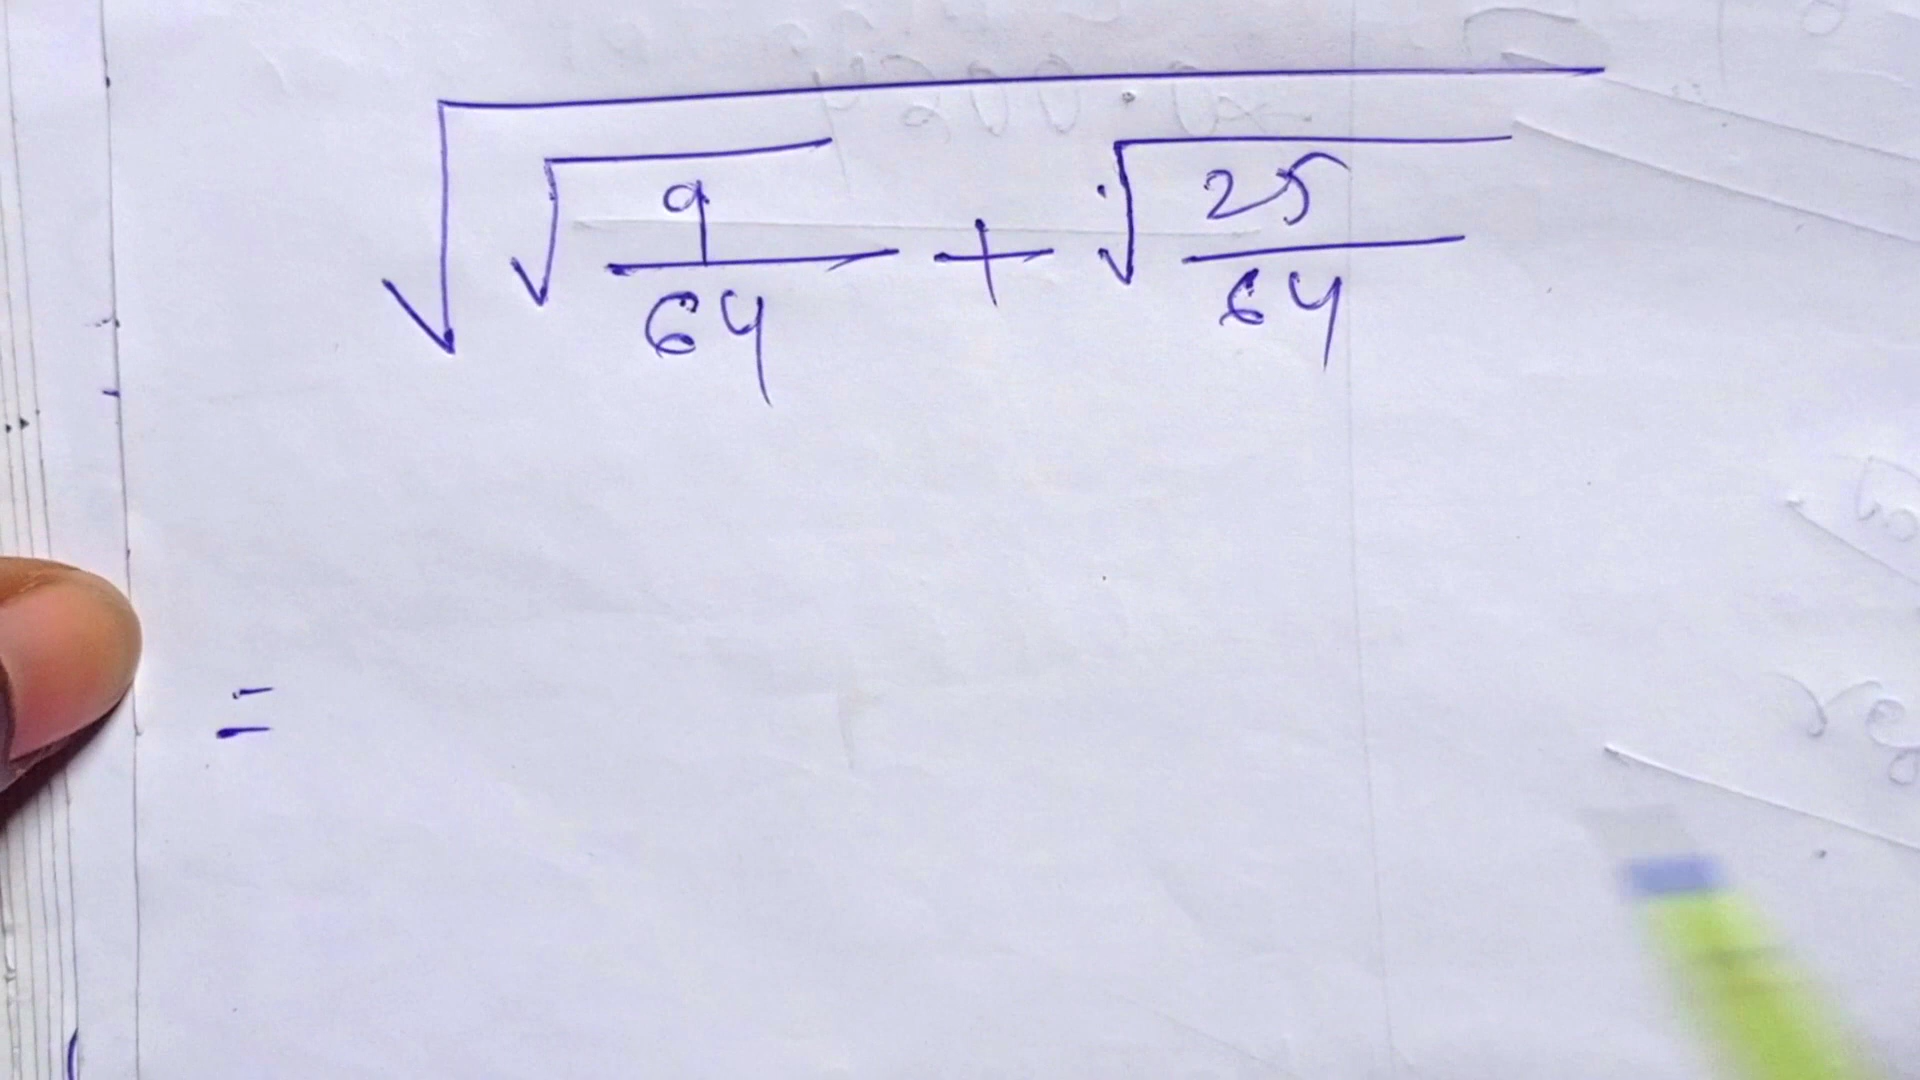 √(√(9/64) + √(25/64))
=